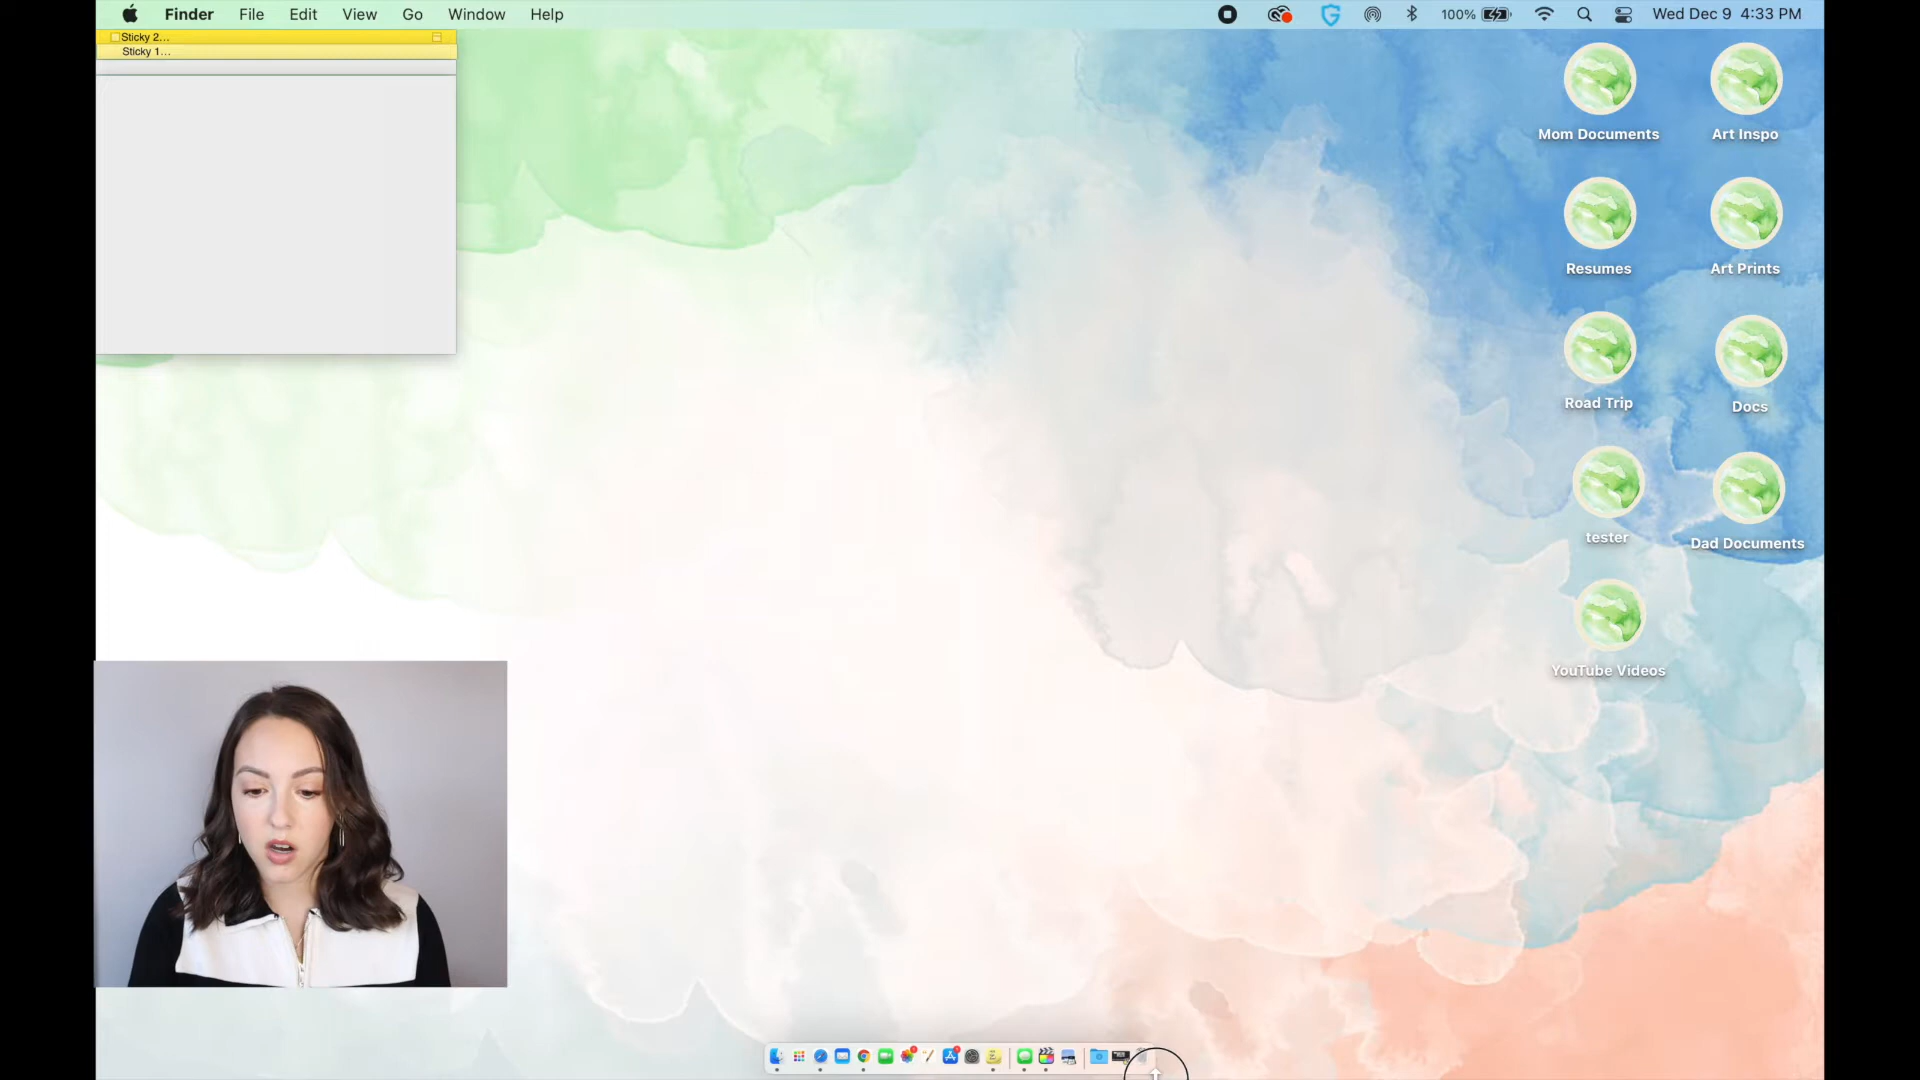 Finder File Edit View Go Window Help 100% Wed Dec 9 4:33 PM
Sticky 2...
Sticky 1...
Mom Documents Art Inspo
Resumes Art Prints
Road Trip Docs
tester Dad Documents
YouTube Videos